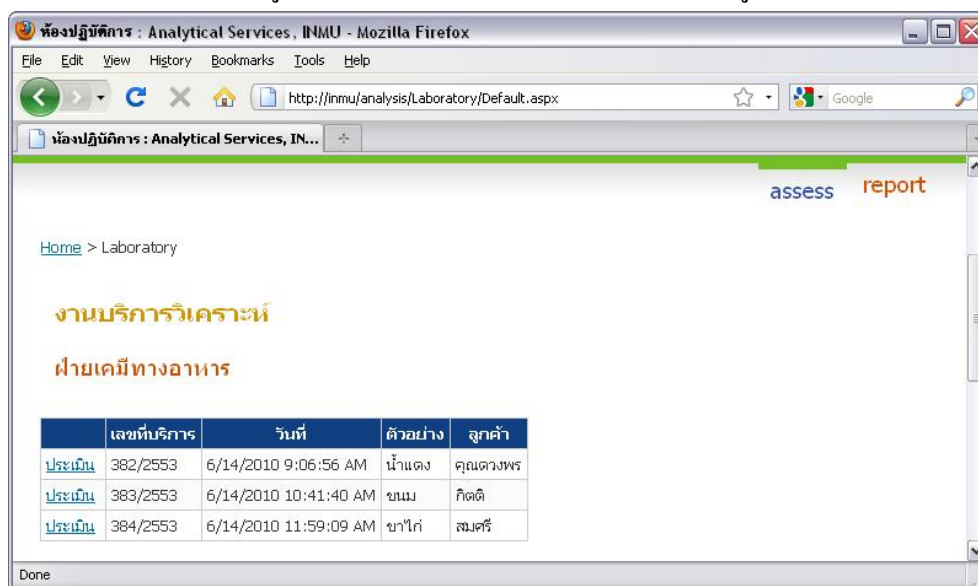 ห้องปฏิบัติการ : Analytical Services, INMU - Mozilla Firefox
File Edit View History Bookmarks Tools Help
http://inmu/analysis/Laboratory/Default.aspx Google
ห้องปฏิบัติการ : Analytical Services, IN...
assess report
Home > Laboratory
งานบริการวิเคราะห์
ฝ่ายเคมีทางอาหาร
เลขที่บริการ วันที่ ตัวอย่าง ลูกค้า
ประเมิน 382/2553 6/14/2010 9:06:56 AM น้ำแดง คุณดวงพร
ประเมิน 383/2553 6/14/2010 10:41:40 AM ขนม กิตติ
ประเมิน 384/2553 6/14/2010 11:59:09 AM ขาไก่ สมศรี
Done